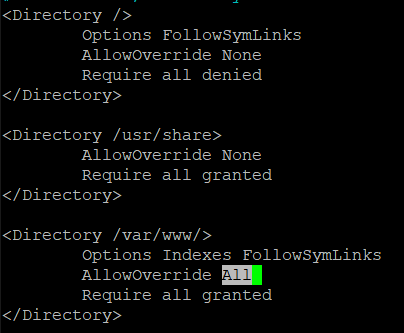 <Directory />
        Options FollowSymLinks
        AllowOverride None
        Require all denied
</Directory>

<Directory /usr/share>
        AllowOverride None
        Require all granted
</Directory>

<Directory /var/www/>
        Options Indexes FollowSymLinks
        AllowOverride All
        Require all granted
</Directory>